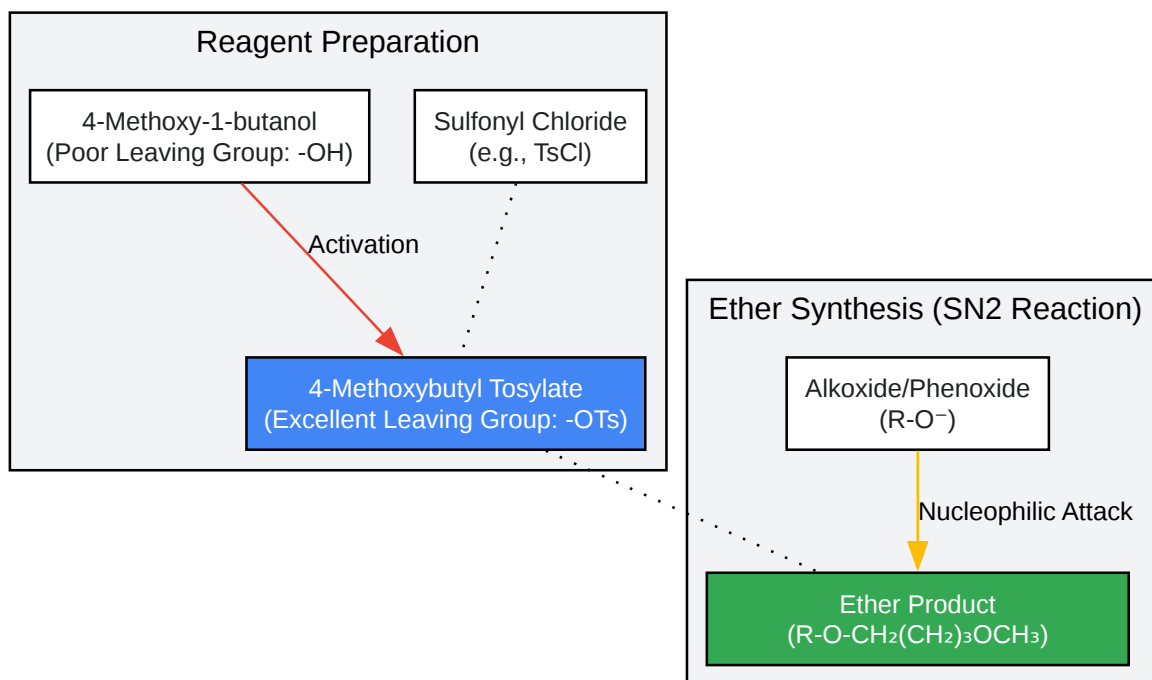 Reagent Preparation
4-Methoxy-1-butanol
(Poor Leaving Group: -OH)
Sulfonyl Chloride
(e.g., TsCl)
Activation
4-Methoxybutyl Tosylate
(Excellent Leaving Group: -OTs)
Ether Synthesis (SN2 Reaction)
Alkoxide/Phenoxide
(R-O⁻)
Nucleophilic Attack
Ether Product
(R-O-CH₂(CH₂)₃OCH₃)